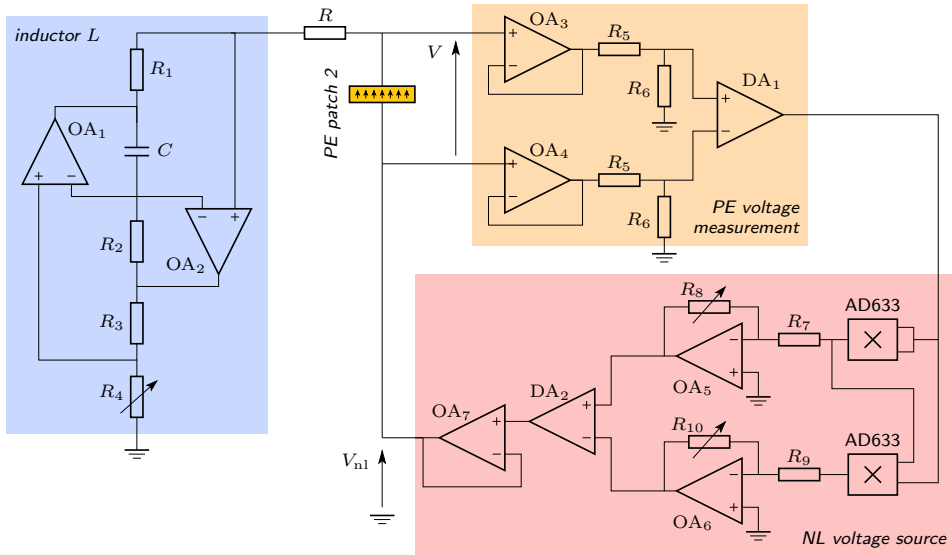 inductor L
R1
OA1
C
R2
OA2
R3
R4
R
PE patch 2
V
OA3
R5
R6
DA1
OA4
R5
R6
PE voltage
measurement
R8
R7
AD633
OA5
DA2
OA7
R10
R9
AD633
OA6
Vnl
NL voltage source